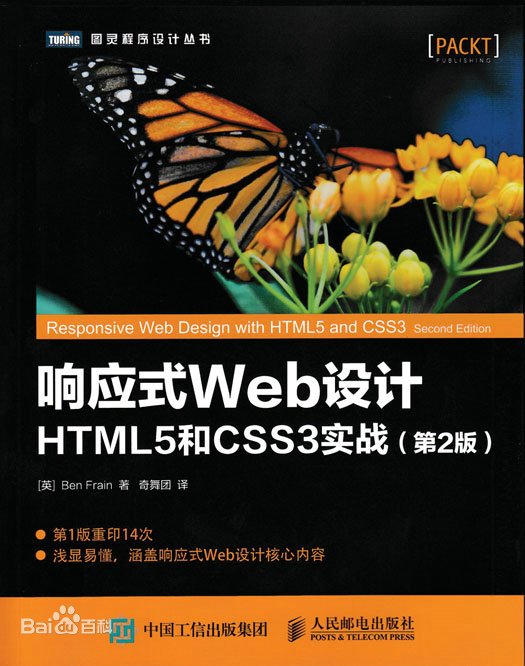 TURING 图灵程序设计丛书
[PACKT]
PUBLISHING
Responsive Web Design with HTML5 and CSS3 Second Edition
响应式Web设计
HTML5和CSS3实战(第2版)
[英] Ben Frain 著 奇舞团 译
第1版重印14次
浅显易懂,涵盖响应式Web设计核心内容
Bai du 百科
中国工信出版集团
人民邮电出版社
POSTS & TELECOM PRESS